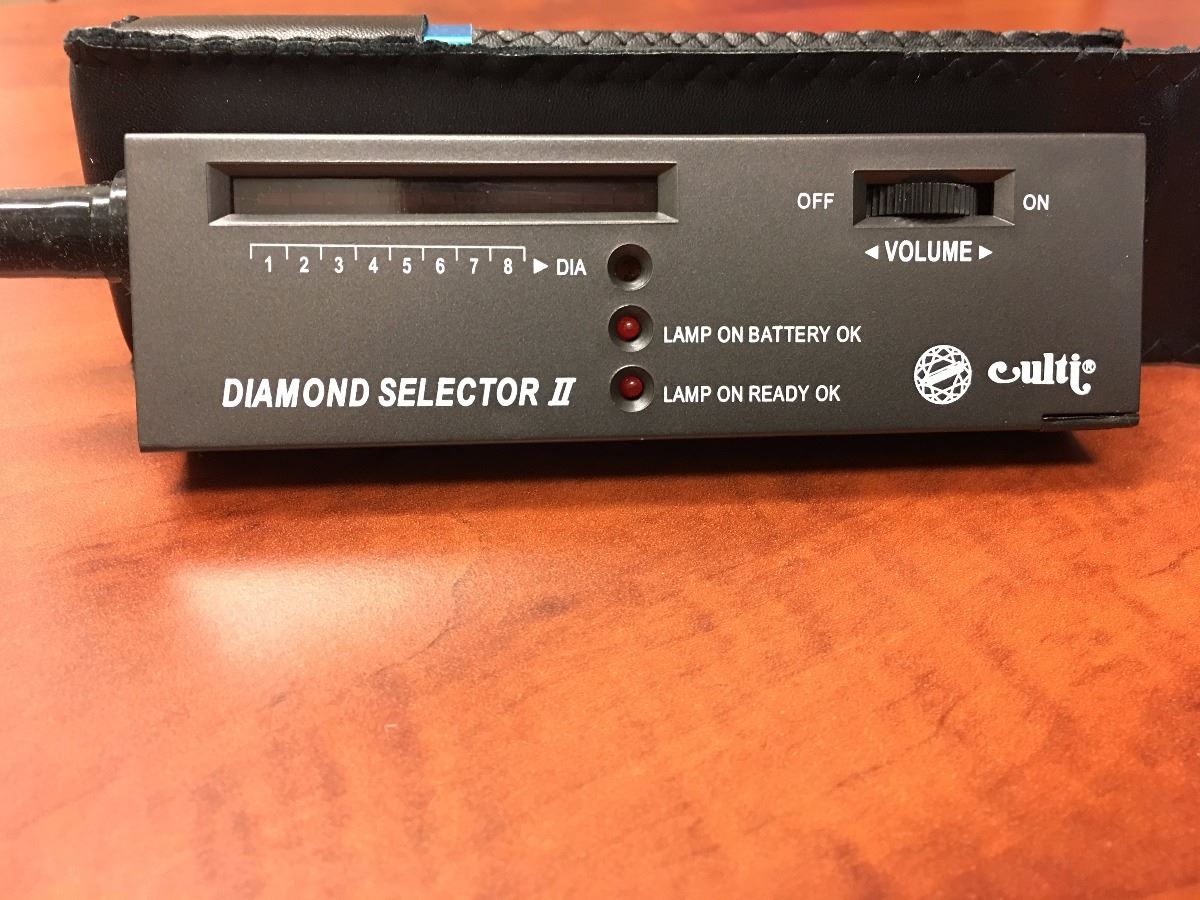 OFF ON
◄ VOLUME ►
1 2 3 4 5 6 7 8 ► DIA
LAMP ON BATTERY OK
DIAMOND SELECTOR II
LAMP ON READY OK
culti®